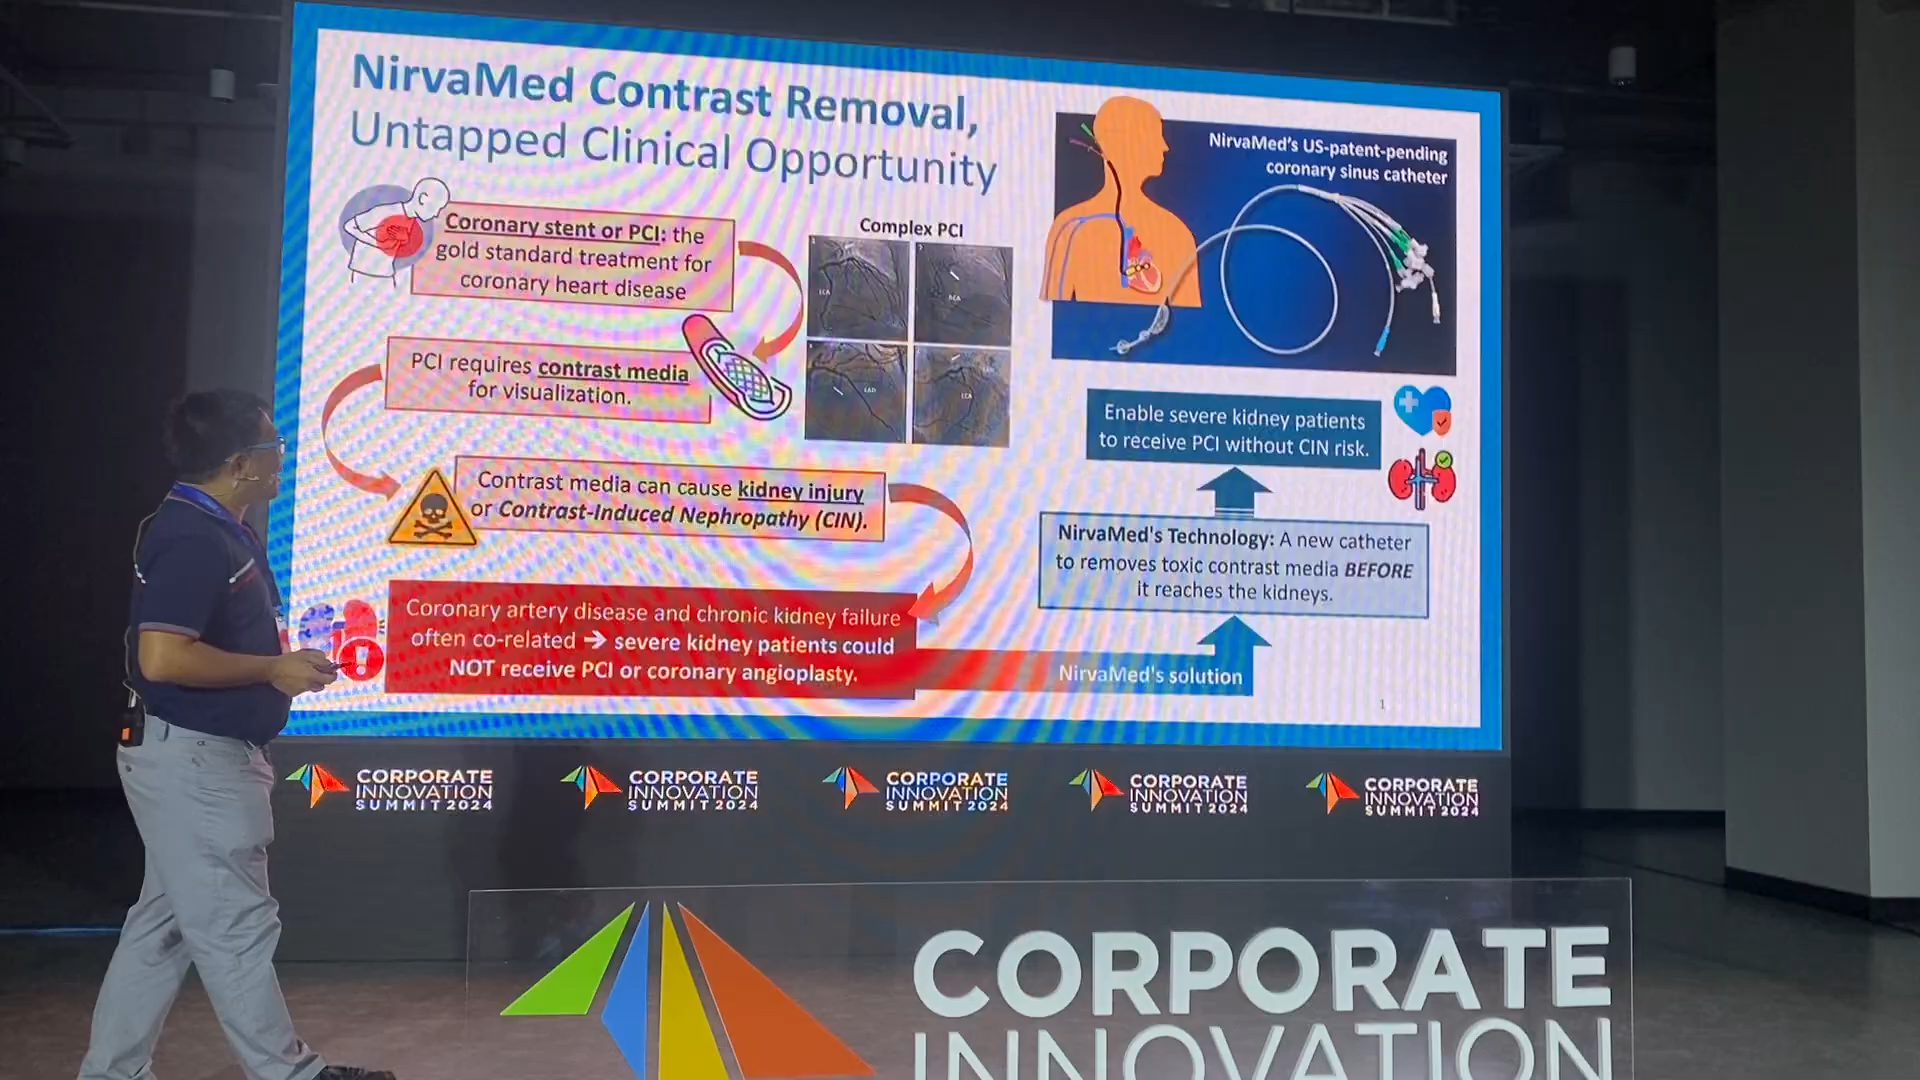 NirvaMed Contrast Removal,
Untapped Clinical Opportunity
Coronary stent or PCI: the
gold standard treatment for
coronary heart disease
PCI requires contrast media
for visualization.
Contrast media can cause kidney injury
or Contrast-Induced Nephropathy (CIN).
Coronary artery disease and chronic kidney failure
often co-related → severe kidney patients could
NOT receive PCI or coronary angioplasty.
Complex PCI
LCA
RCA
LAD
LCA
NirvaMed's US-patent-pending
coronary sinus catheter
Enable severe kidney patients
to receive PCI without CIN risk.
NirvaMed's Technology: A new catheter
to removes toxic contrast media BEFORE
it reaches the kidneys.
NirvaMed's solution
1
CORPORATE
INNOVATION
SUMMIT 2024
CORPORATE
INNOVATION
SUMMIT 2024
CORPORATE
INNOVATION
SUMMIT 2024
CORPORATE
INNOVATION
SUMMIT 2024
CORPORATE
INNOVATION
SUMMIT 2024
CORPORATE
INNOVATION